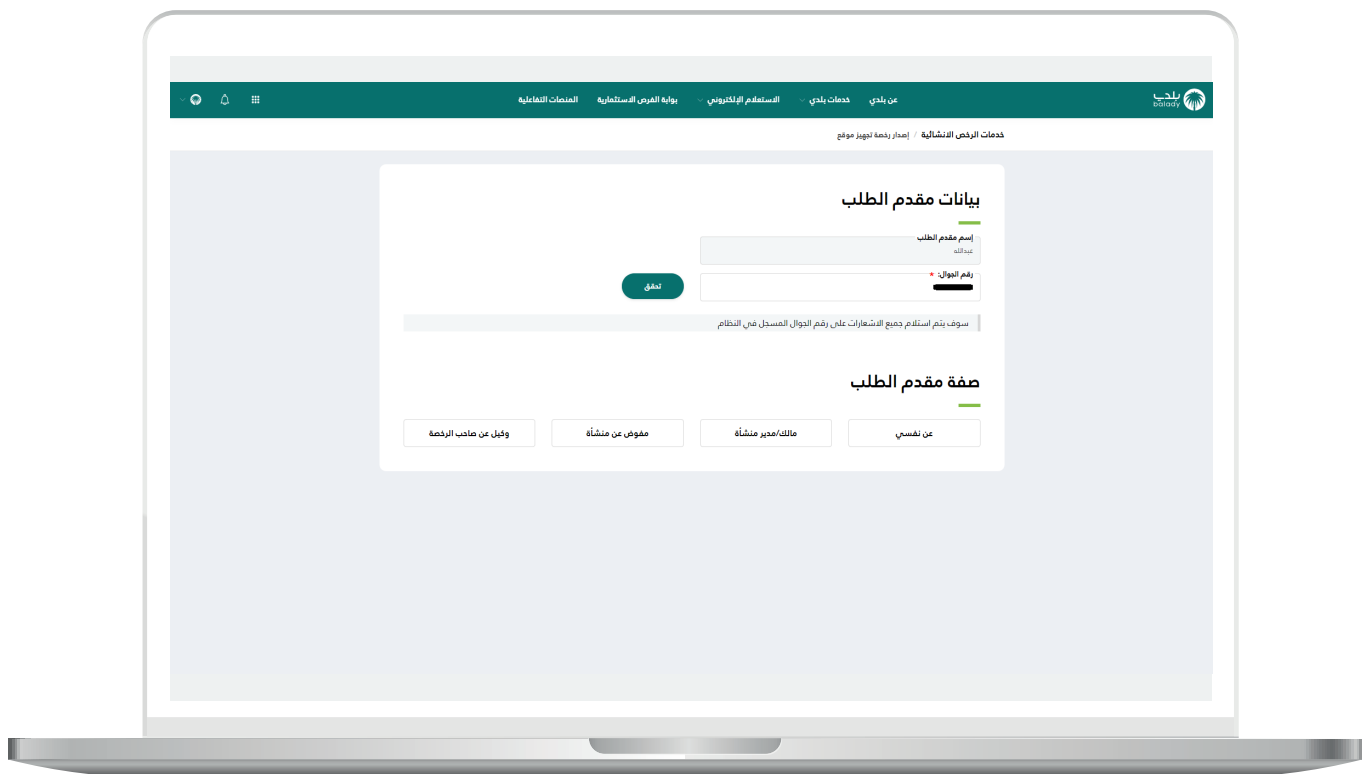 بلدي
balady
عن بلدي خدمات بلدي الاستعلام الإلكتروني بوابة الفرص الاستثمارية المنصات التفاعلية
خدمات الرخص الانشائية / إصدار رخصة تجهيز موقع
بيانات مقدم الطلب
إسم مقدم الطلب
عبدالله
رقم الجوال: *
تحقق
سوف يتم استلام جميع الاشعارات على رقم الجوال المسجل في النظام
صفة مقدم الطلب
عن نفسي مالك/مدير منشأة مفوض عن منشأة وكيل عن صاحب الرخصة